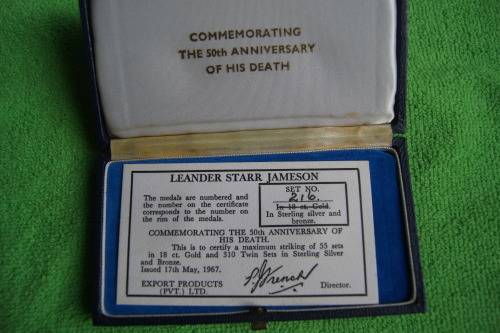 COMMEMORATING
THE 50th ANNIVERSARY
OF HIS DEATH
LEANDER STARR JAMESON
The medals are numbered and
the number on the certificate
corresponds to the number on
the rim of the medals.
SET NO.
216.
In 18 ct. Gold.
In Sterling silver and
bronze.
COMMEMORATING THE 50th ANNIVERSARY OF
HIS DEATH.
This is to certify a maximum striking of 55 sets
in 18 ct. Gold and 310 Twin Sets in Sterling Silver
and Bronze.
Issued 17th May, 1967.
EXPORT PRODUCTS
(PVT.) LTD.
Director.